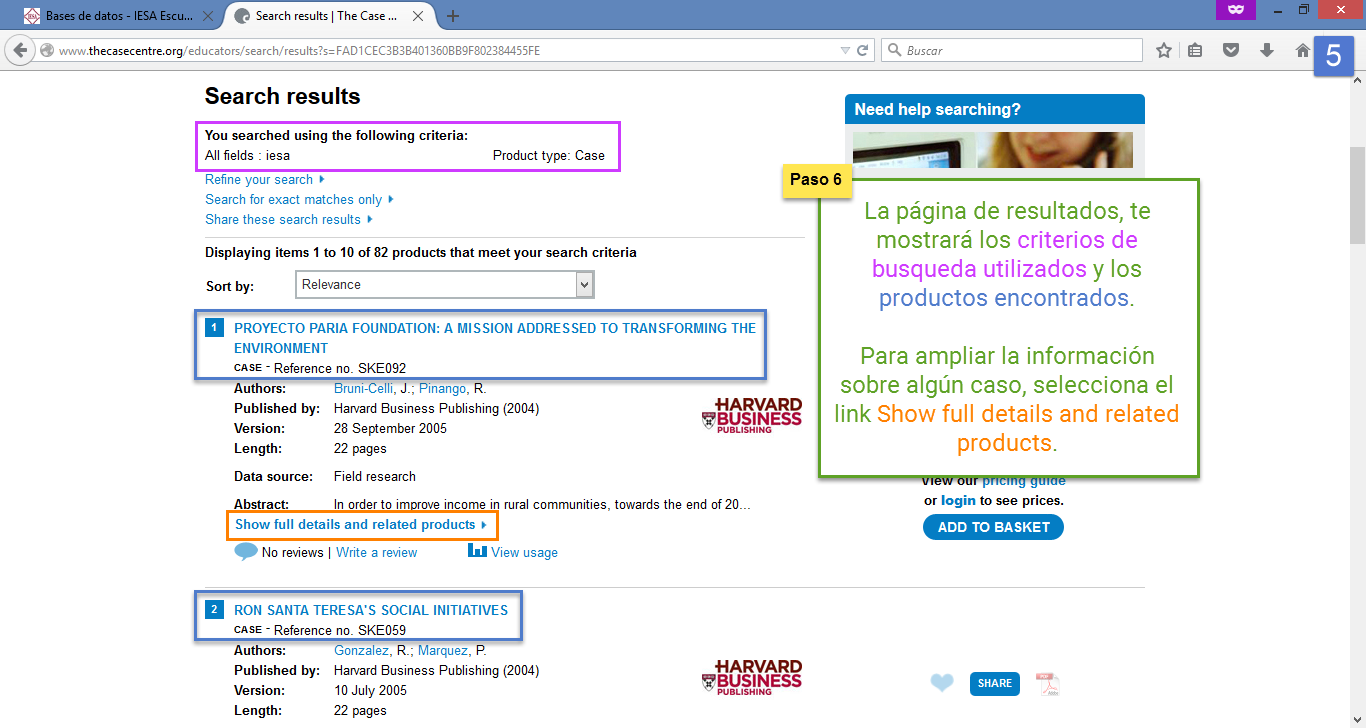 Bases de datos - IESA Escu...
Search results | The Case ...
www.thecasecentre.org/educators/search/results?s=FAD1CEC3B3B401360BB9F802384455FE
Buscar
5
Search results
You searched using the following criteria:
All fields : iesa
Product type: Case
Refine your search
Search for exact matches only
Share these search results
Need help searching?
Paso 6
La página de resultados, te
mostrará los criterios de
busqueda utilizados y los
productos encontrados.
Para ampliar la información
sobre algún caso, selecciona el
link Show full details and related
products.
Displaying items 1 to 10 of 82 products that meet your search criteria
Sort by:
Relevance
1 PROYECTO PARIA FOUNDATION: A MISSION ADDRESSED TO TRANSFORMING THE
ENVIRONMENT
CASE - Reference no. SKE092
Authors: Bruni-Celli, J.; Pinango, R.
Published by: Harvard Business Publishing (2004)
Version: 28 September 2005
Length: 22 pages
Data source: Field research
Abstract: In order to improve income in rural communities, towards the end of 20...
Show full details and related products
No reviews | Write a review
View usage
HARVARD
BUSINESS
PUBLISHING
View our pricing guide
or login to see prices.
ADD TO BASKET
2 RON SANTA TERESA'S SOCIAL INITIATIVES
CASE - Reference no. SKE059
Authors: Gonzalez, R.; Marquez, P.
Published by: Harvard Business Publishing (2004)
Version: 10 July 2005
Length: 22 pages
HARVARD
BUSINESS
PUBLISHING
SHARE